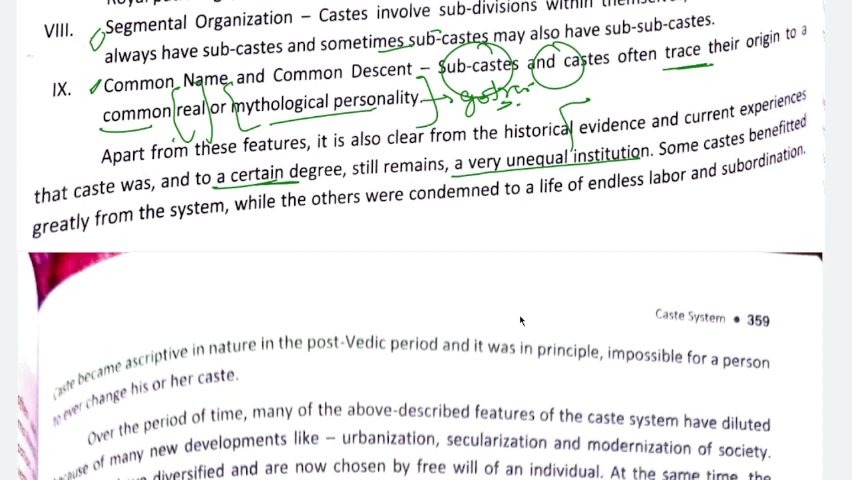 VIII. Segmental Organization – Castes involve sub-divisions within
always have sub-castes and sometimes sub-castes may also have sub-sub-castes.
IX. Common Name and Common Descent – Sub-castes and castes often trace their origin to a
common real or mythological personality. gotra
Apart from these features, it is also clear from the historical evidence and current experiences
that caste was, and to a certain degree, still remains, a very unequal institution. Some castes benefitted
greatly from the system, while the others were condemned to a life of endless labor and subordination.
Caste System • 359
Caste became ascriptive in nature in the post-Vedic period and it was in principle, impossible for a person
to ever change his or her caste.
Over the period of time, many of the above-described features of the caste system have diluted
because of many new developments like – urbanization, secularization and modernization of society.
diversified and are now chosen by free will of an individual. At the same time, the